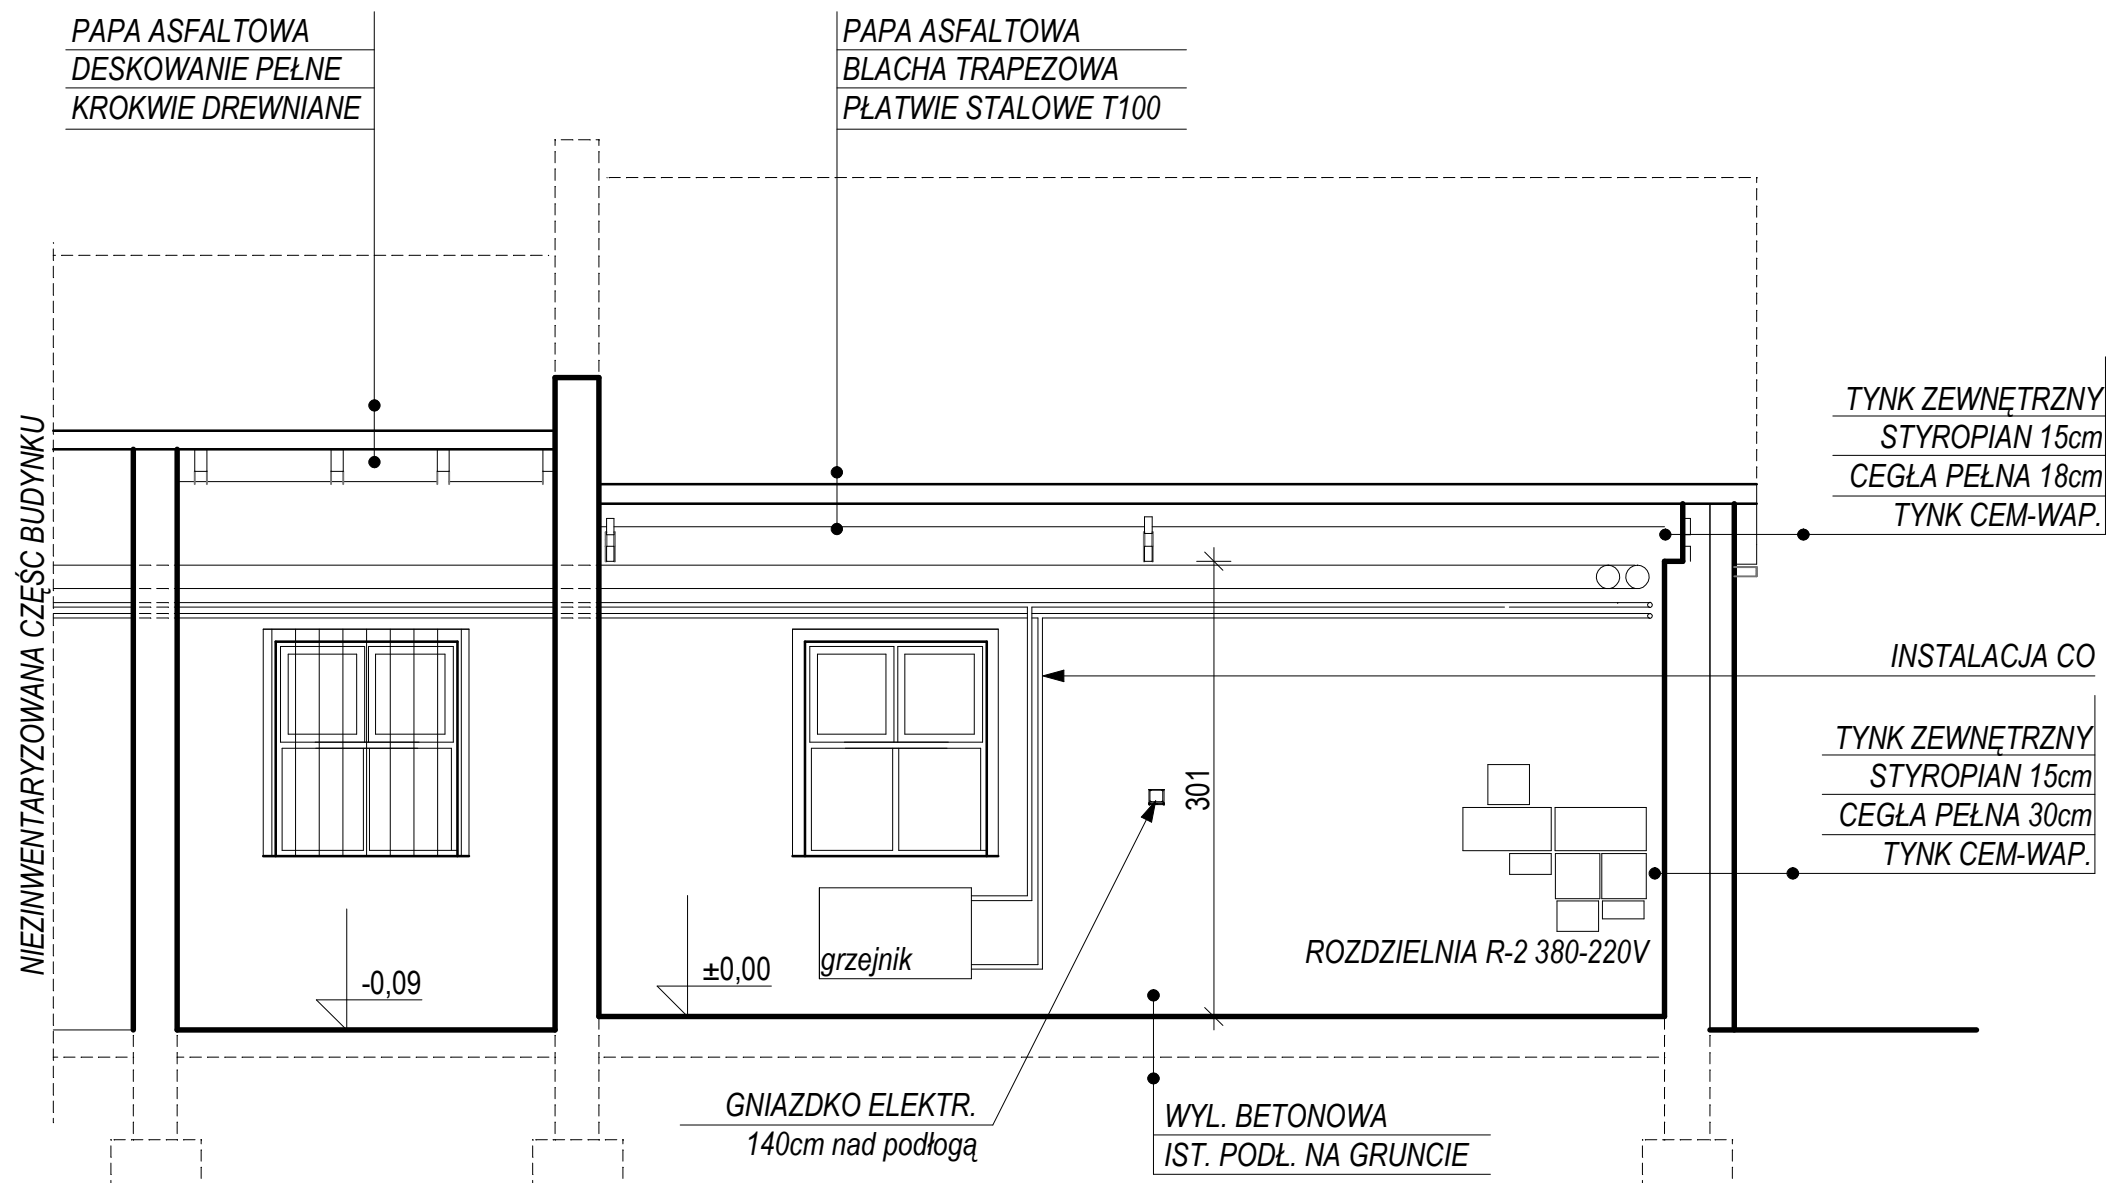 PAPA ASFALTOWA
DESKOWANIE PEŁNE
KROKWIE DREWNIANE
PAPA ASFALTOWA
BLACHA TRAPEZOWA
PŁATWIE STALOWE T100
TYNK ZEWNĘTRZNY
STYROPIAN 15cm
CEGŁA PEŁNA 18cm
TYNK CEM-WAP.
NIEZINWENTARYZOWANA CZĘŚC BUDYNKU
INSTALACJA CO
TYNK ZEWNĘTRZNY
STYROPIAN 15cm
CEGŁA PEŁNA 30cm
TYNK CEM-WAP.
301
ROZDZIELNIA R-2 380-220V
grzejnik
-0,09
±0,00
GNIAZDKO ELEKTR.
140cm nad podłogą
WYL. BETONOWA
IST. PODŁ. NA GRUNCIE